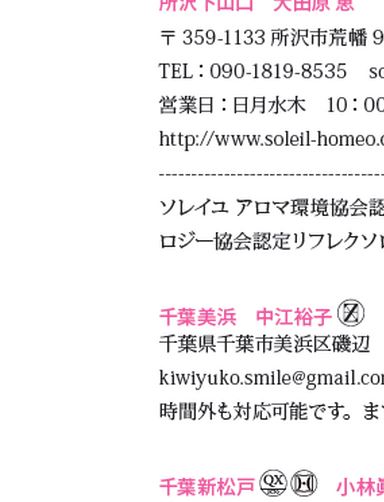 所沢下山口　大田原 恵
〒 359-1133 所沢市荒幡 9
TEL：090-1819-8535　so
営業日：日月水木　10：00
http://www.soleil-homeo.c
ソレイユ アロマ環境協会認
ロジー協会認定リフレクソロ
千葉美浜　中江裕子 Z
千葉県千葉市美浜区磯辺
kiwiyuko.smile@gmail.com
時間外も対応可能です。ま
千葉新松戸 QX H　小林眞